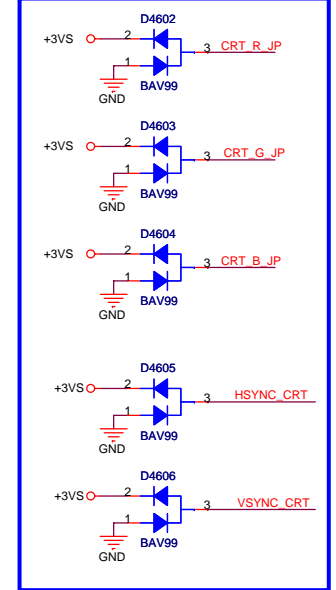 D4602
+3VS 2
3 CRT_R_JP
1
GND
BAV99
D4603
+3VS 2
3 CRT_G_JP
1
GND
BAV99
D4604
+3VS 2
3 CRT_B_JP
1
GND
BAV99
D4605
+3VS 2
3 HSYNC_CRT
1
GND
BAV99
D4606
+3VS 2
3 VSYNC_CRT
1
GND
BAV99